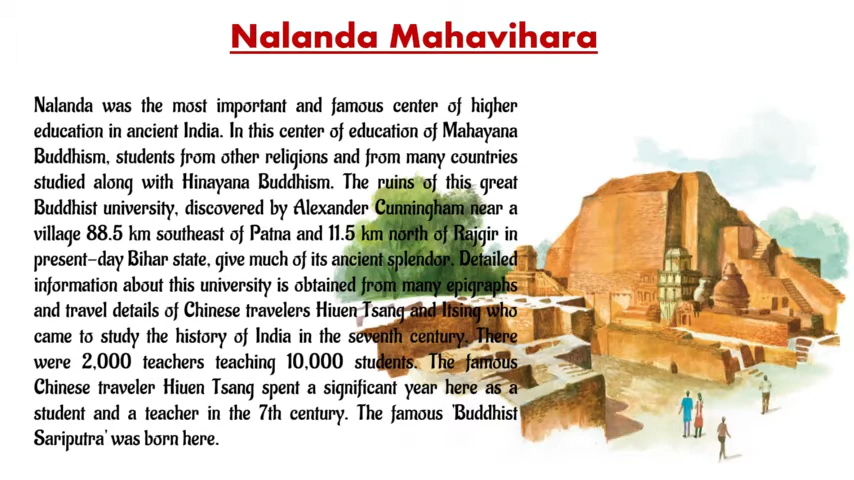 Nalanda Mahavihara
Nalanda was the most important and famous center of higher
education in ancient India. In this center of education of Mahayana
Buddhism, students from other religions and from many countries
studied along with Hinayana Buddhism. The ruins of this great
Buddhist university, discovered by Alexander Cunningham near a
village 88.5 km southeast of Patna and 11.5 km north of Rajgir in
present-day Bihar state, give much of its ancient splendor. Detailed
information about this university is obtained from many epigraphs
and travel details of Chinese travelers Hiuen Tsang and Itsing who
came to study the history of India in the seventh century. There
were 2,000 teachers teaching 10,000 students. The famous
Chinese traveler Hiuen Tsang spent a significant year here as a
student and a teacher in the 7th century. The famous 'Buddhist
Sariputra' was born here.